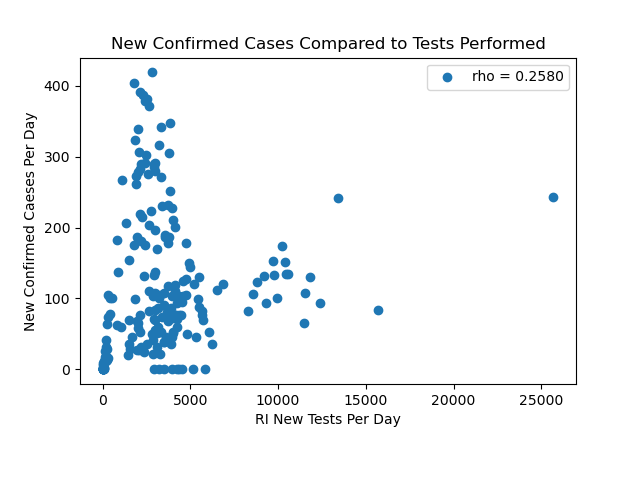 New Confirmed Cases Compared to Tests Performed
rho = 0.2580
400
300
200
100
0
New Confirmed Caeses Per Day
0 5000 10000 15000 20000 25000
RI New Tests Per Day